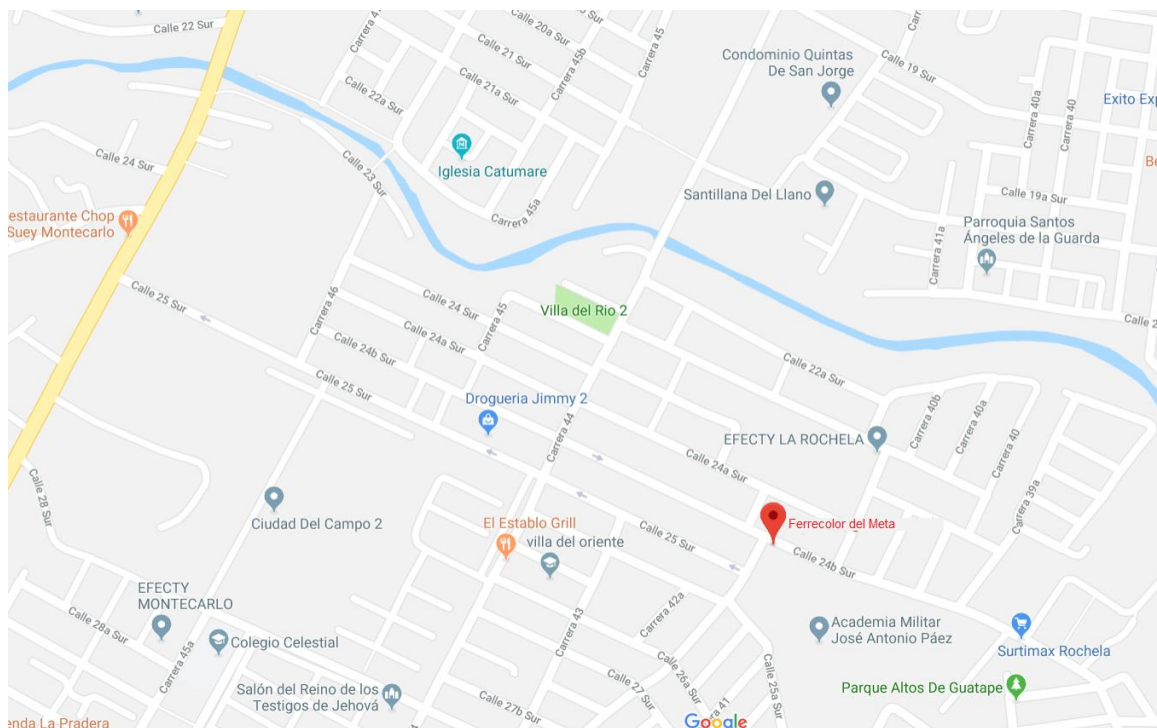 Calle 22 Sur
Carrera 45b
Calle 20a Sur
Carrera 45
Calle 21 Sur
Calle 21a Sur
Calle 22a Sur
Condominio Quintas
De San Jorge
Calle 19 Sur
Carrera 40a
Carrera 40
Exito Exp
Be
Calle 24 Sur
Calle 23 Sur
Iglesia Catumare
Carrera 45a
Santillana Del Llano
Calle 19a Sur
estaurante Chop
Suey Montecarlo
Parroquia Santos
Ángeles de la Guarda
Carrera 41a
Calle 2
Calle 25 Sur
Carrera 46
Calle 24 Sur
Carrera 45
Villa del Rio 2
Calle 24a Sur
Calle 24b Sur
Calle 25 Sur
Calle 22a Sur
Drogueria Jimmy 2
Carrera 44
EFECTY LA ROCHELA
Carrera 40b
Carrera 40a
Carrera 40
Calle 24a Sur
Carrera 39a
Calle 28 Sur
Ciudad Del Campo 2
El Establo Grill
villa del oriente
Calle 25 Sur
Ferrecolor del Meta
Calle 24b Sur
EFECTY
MONTECARLO
Calle 28a Sur
Colegio Celestial
Carrera 45a
Carrera 43
Carrera 42a
Academia Militar
José Antonio Páez
Surtimax Rochela
Salón del Reino de los
Testigos de Jehová
Calle 27 Sur
Calle 26a Sur
Calle 25a Sur
Parque Altos De Guatape
enda La Pradera
Calle 27b Sur
41
Google